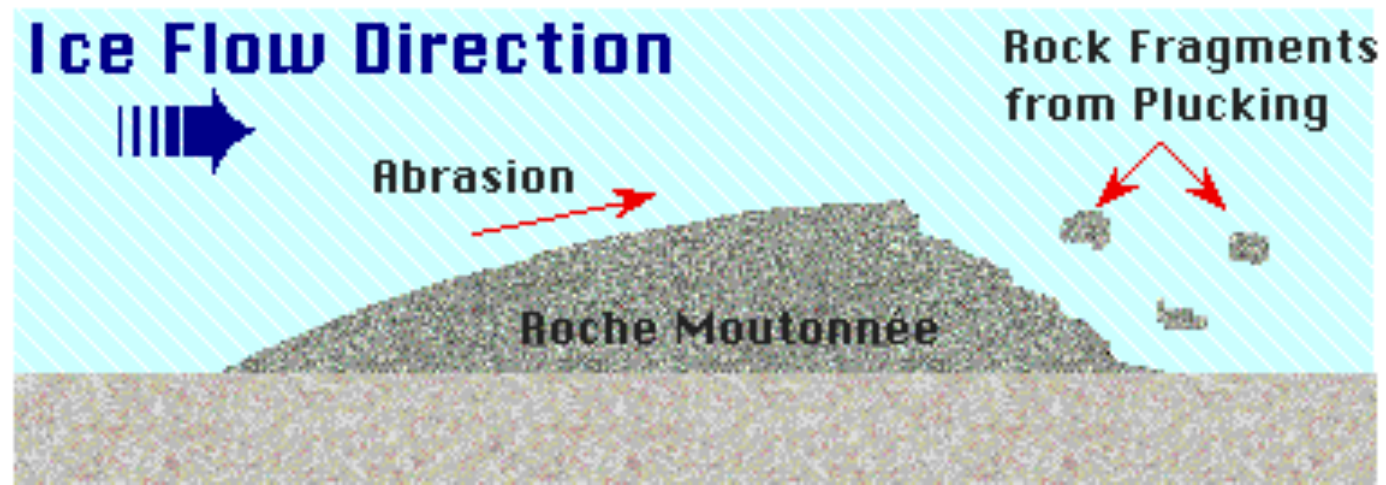 Ice Flow Direction
Rock Fragments
from Plucking
Abrasion
Roche Moutonnée